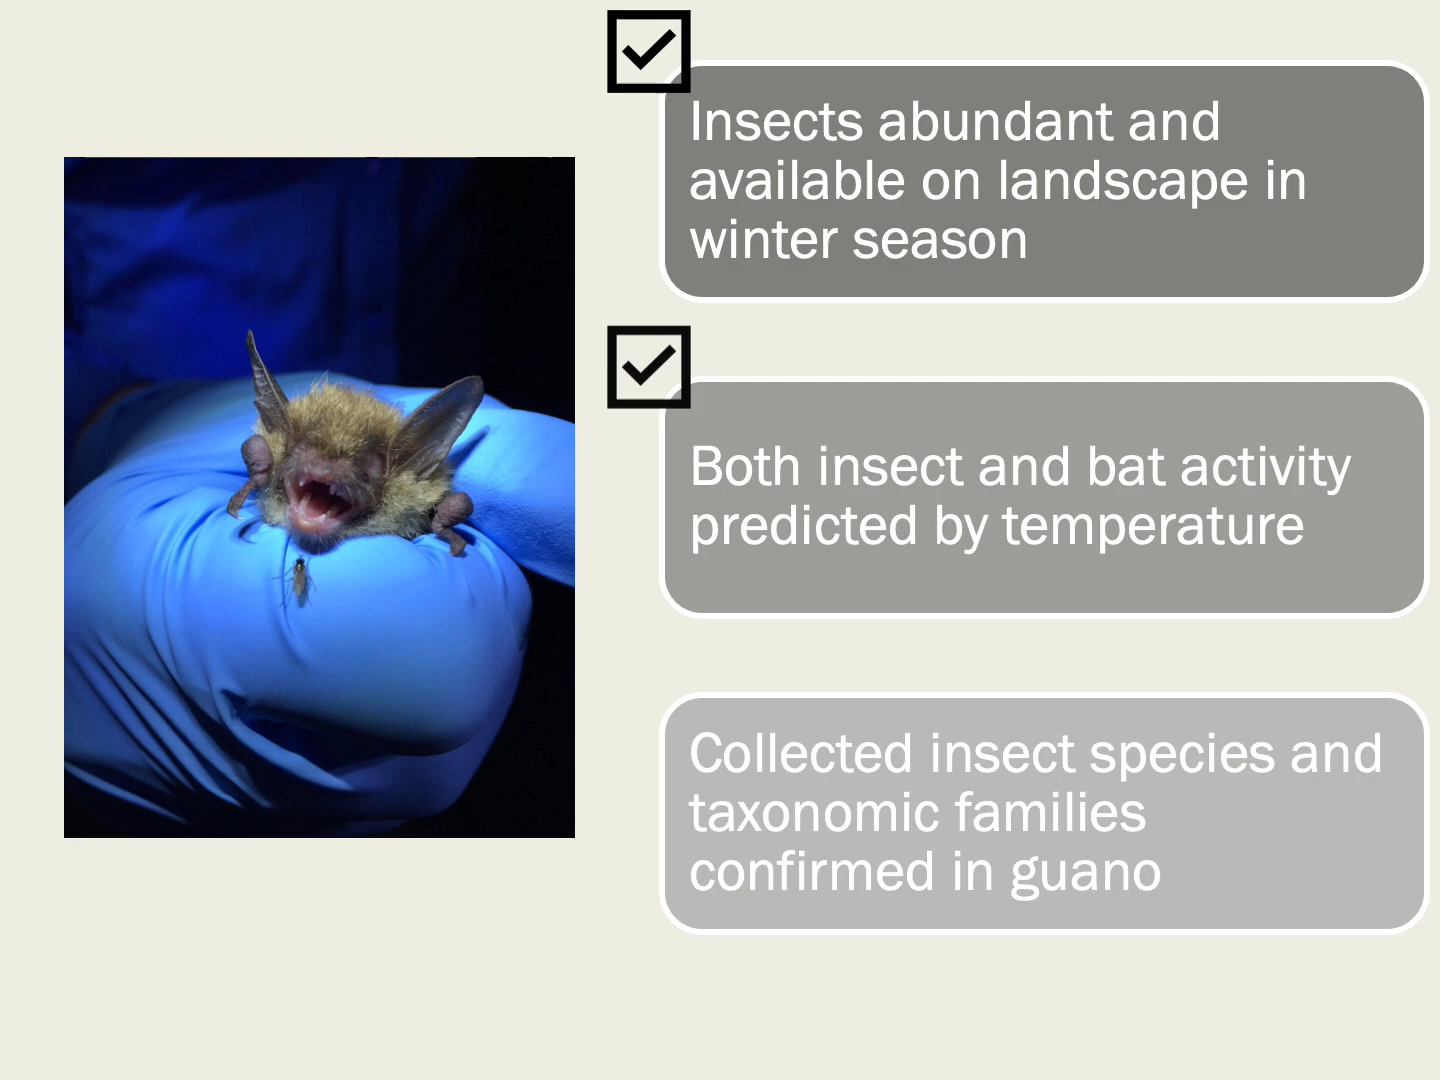 Insects abundant and
available on landscape in
winter season
Both insect and bat activity
predicted by temperature
Collected insect species and
taxonomic families
confirmed in guano